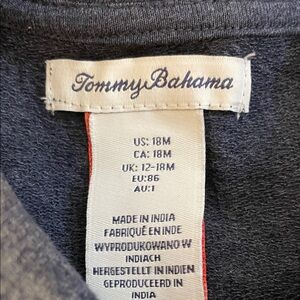 Tommy Bahama
US: 18M
CA: 18M
UK: 12-18M
EU:86
AU:1
MADE IN INDIA
FABRIQUÉ EN INDE
WYPRODUKOWANO W
INDIACH
HERGESTELLT IN INDIEN
GEPRODUCEERD IN
INDIA